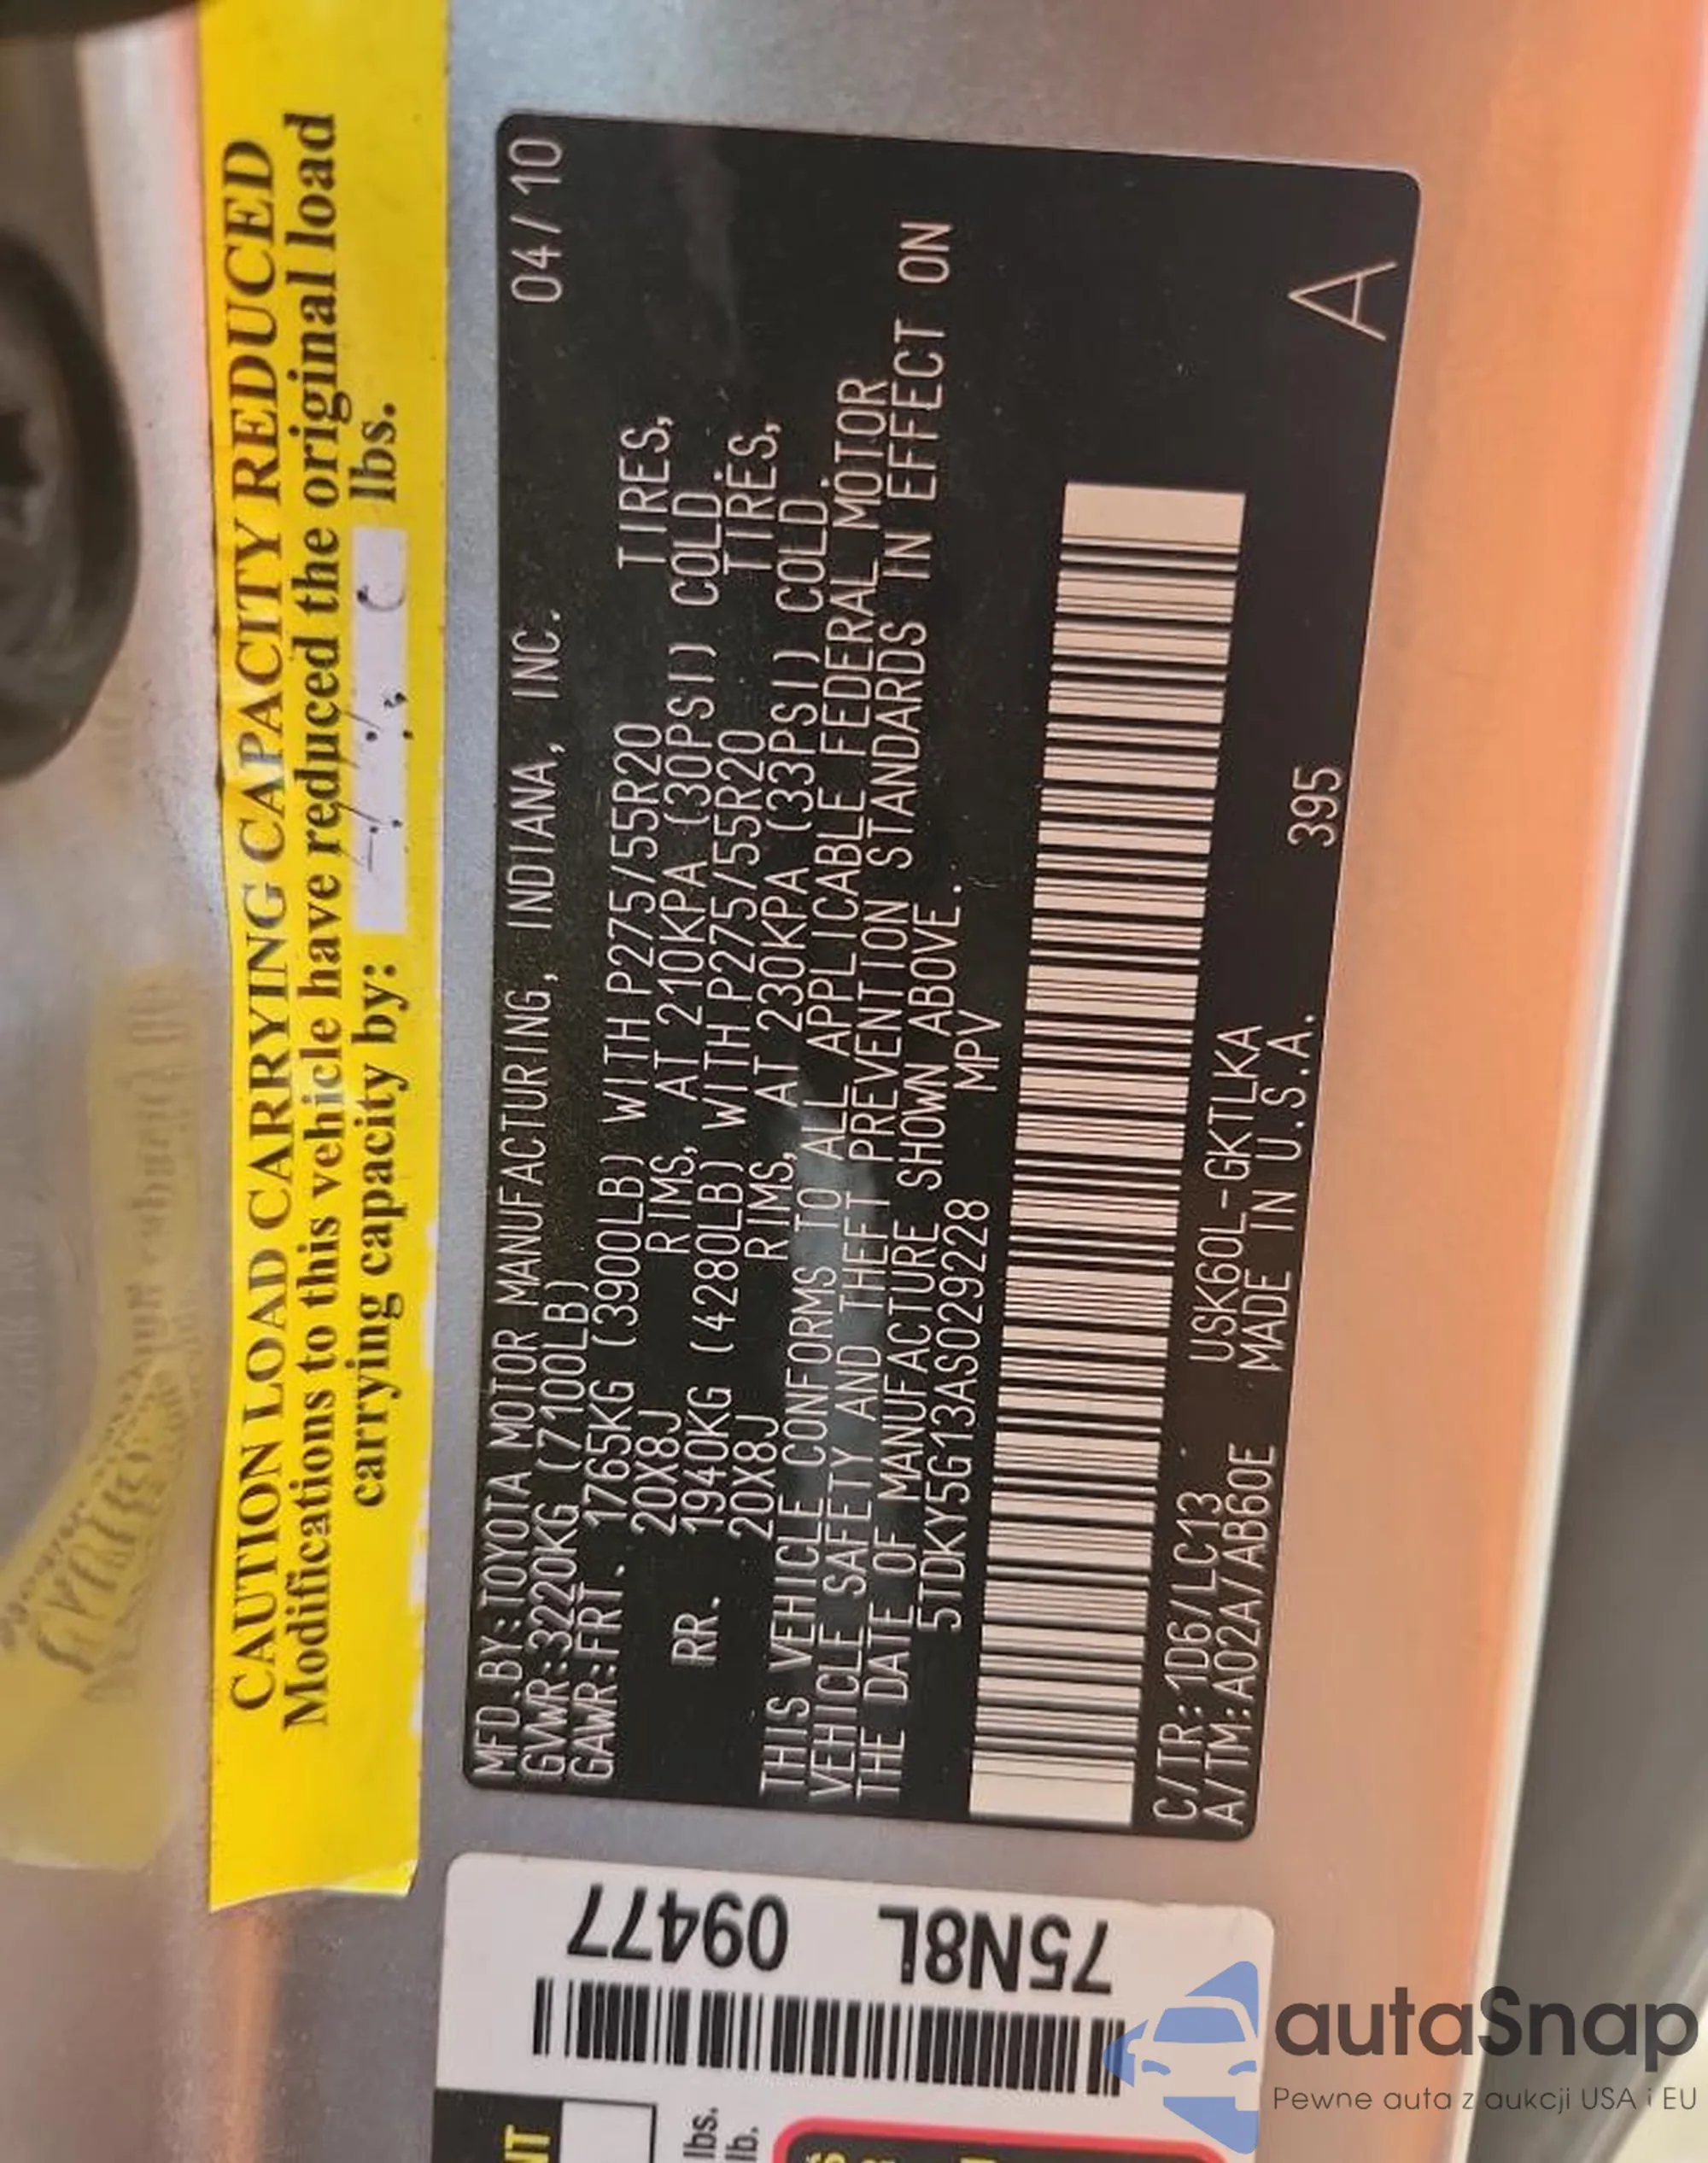 CAUTION LOAD CARRYING CAPACITY REDUCED
Modifications to this vehicle have reduced the original load
carrying capacity by: lbs.
MFD.BY:TOYOTA MOTOR MANUFACTURING, INDIANA, INC. 04/10
GVWR:3220KG (7100LB)
GAWR:FRT. 1765KG (3900LB) WITH P275/55R20 TIRES,
20X8J RIMS, AT 210KPA (30PSI) COLD
RR. 1940KG (4280LB) WITH P275/55R20 TIRES,
20X8J RIMS, AT 230KPA (33PSI) COLD.
THIS VEHICLE CONFORMS TO ALL APPLICABLE FEDERAL MOTOR
VEHICLE SAFETY AND THEFT PREVENTION STANDARDS IN EFFECT ON
THE DATE OF MANUFACTURE SHOWN ABOVE.
5TDKY5G13AS029228 MPV
C/TR:1D6/LC13 USK60L-GKTLKA
A/TM:A02A/AB60E MADE IN U.S.A. 395
A
75N8L 09477
lbs.
lb.
NT
autaSnap
Pewne auta z aukcji USA i EU